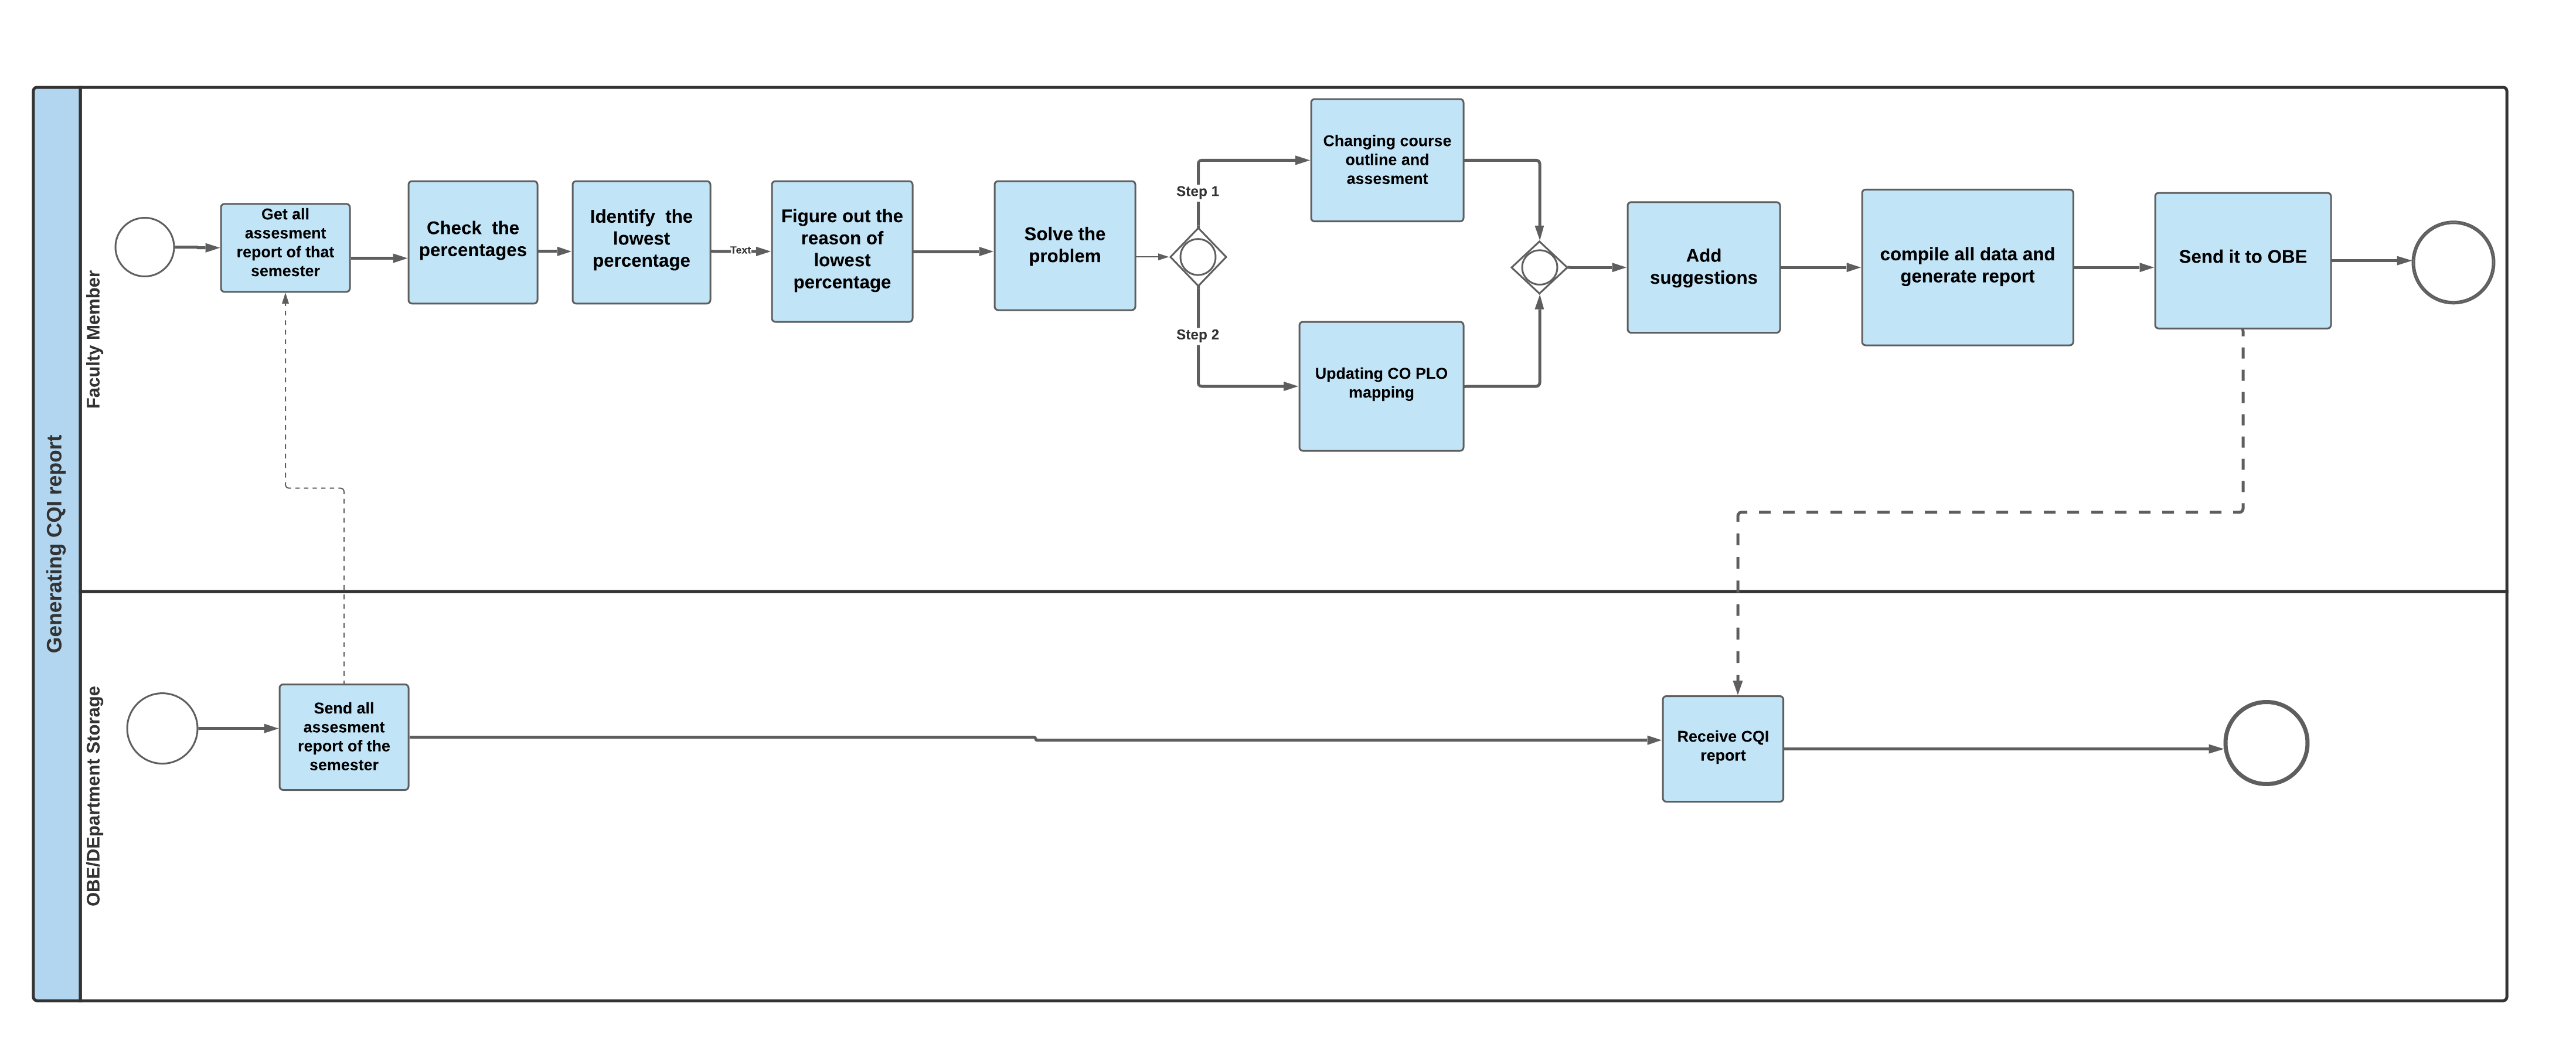 Generating CQI report
Faculty Member
Get all
assesment
report of that
semester
Check  the
percentages
Identify  the
lowest
percentage
Text
Figure out the
reason of
lowest
percentage
Solve the
problem
Step 1
Step 2
Changing course
outline and
assesment
Updating CO PLO
mapping
Add
suggestions
compile all data and
generate report
Send it to OBE
OBE/DEpartment Storage
Send all
assesment
report of the
semester
Receive CQI
report